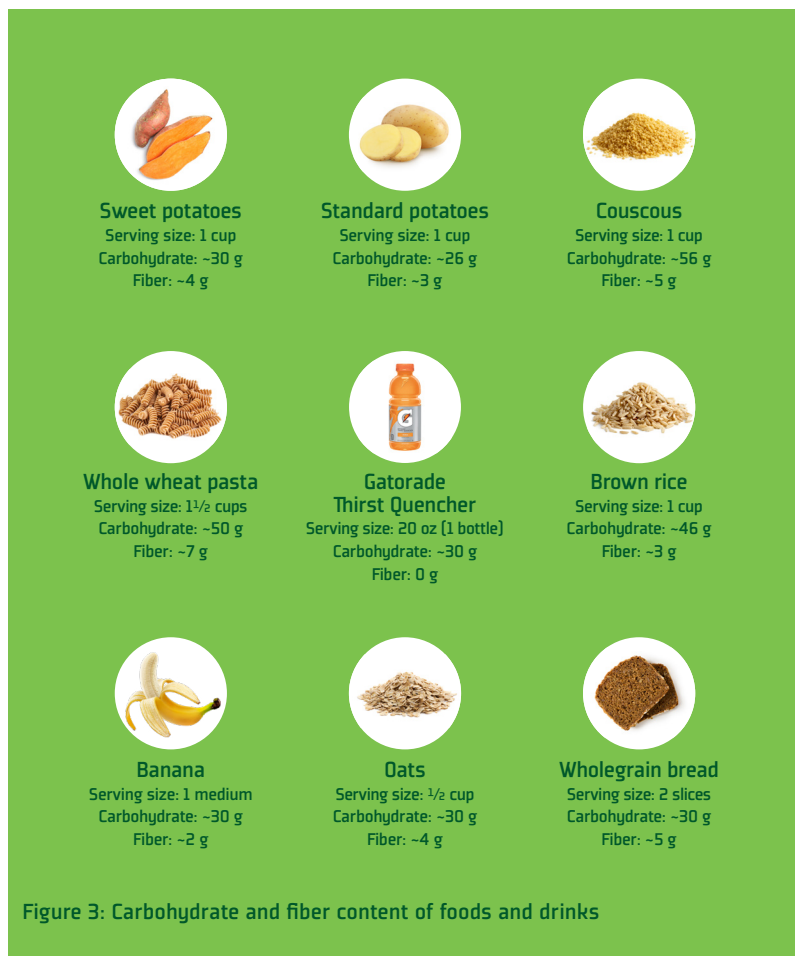 Sweet potatoes
Serving size: 1 cup
Carbohydrate: ~30 g
Fiber: ~4 g
Standard potatoes
Serving size: 1 cup
Carbohydrate: ~26 g
Fiber: ~3 g
Couscous
Serving size: 1 cup
Carbohydrate: ~56 g
Fiber: ~5 g
Whole wheat pasta
Serving size: 1½ cups
Carbohydrate: ~50 g
Fiber: ~7 g
Gatorade
Thirst Quencher
Serving size: 20 oz (1 bottle)
Carbohydrate: ~30 g
Fiber: 0 g
Brown rice
Serving size: 1 cup
Carbohydrate: ~46 g
Fiber: ~3 g
Banana
Serving size: 1 medium
Carbohydrate: ~30 g
Fiber: ~2 g
Oats
Serving size: ½ cup
Carbohydrate: ~30 g
Fiber: ~4 g
Wholegrain bread
Serving size: 2 slices
Carbohydrate: ~30 g
Fiber: ~5 g
Figure 3: Carbohydrate and fiber content of foods and drinks